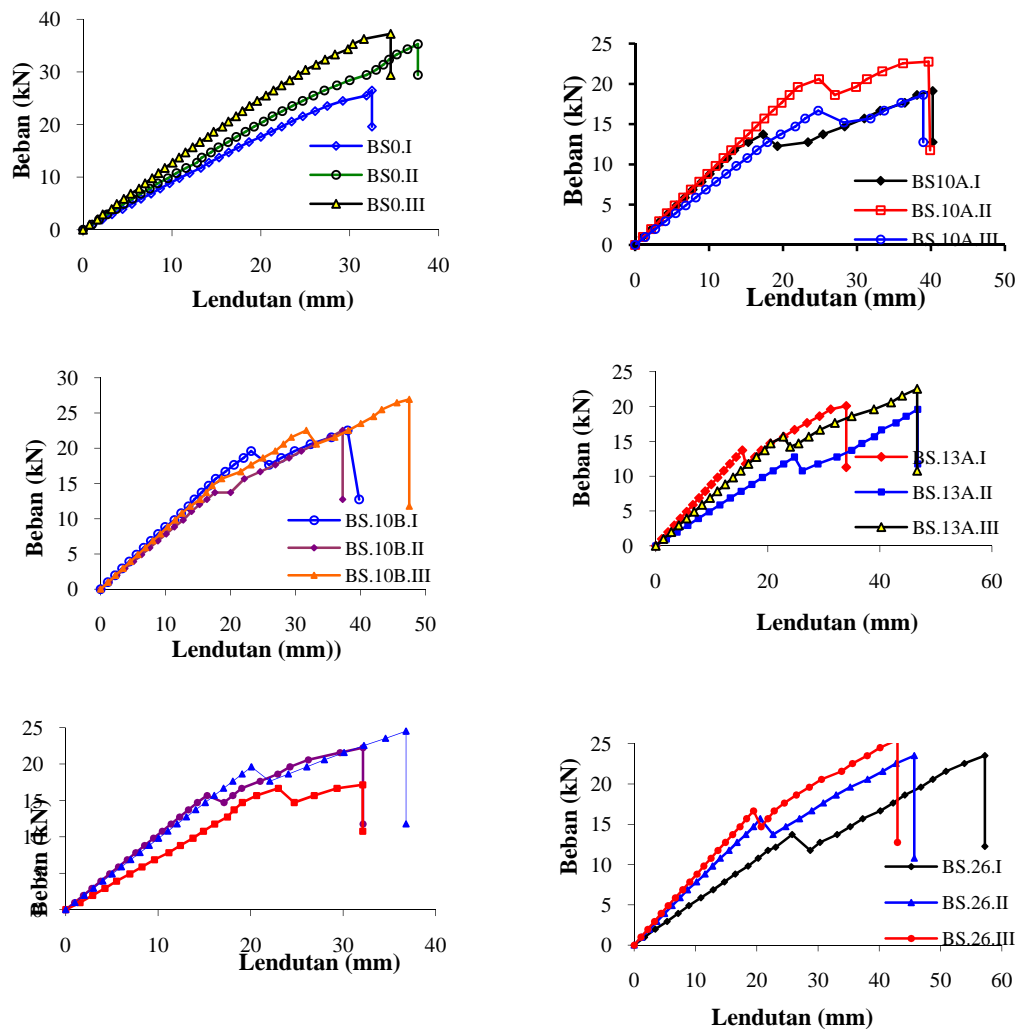 40
30
20
10
0
Beban (kN)
BS0.I
BS0.II
BS0.III
0 10 20 30 40
Lendutan (mm)
25
20
15
10
5
0
Beban (kN)
BS10A.I
BS.10A.II
BS.10A.III
0 10 20 30 40 50
Lendutan (mm)
30
25
20
15
10
5
0
Beban (kN)
BS.10B.I
BS.10B.II
BS.10B.III
0 10 20 30 40 50
Lendutan (mm))
25
20
15
10
5
0
Beban (kN)
BS.13A.I
BS.13A.II
BS.13A.III
0 20 40 60
Lendutan (mm)
25
20
15
Beban (kN)
0 10 20 30 40
Lendutan (mm)
25
20
15
10
5
0
Beban (kN)
BS.26.I
BS.26.II
BS.26.III
0 10 20 30 40 50 60
Lendutan (mm)